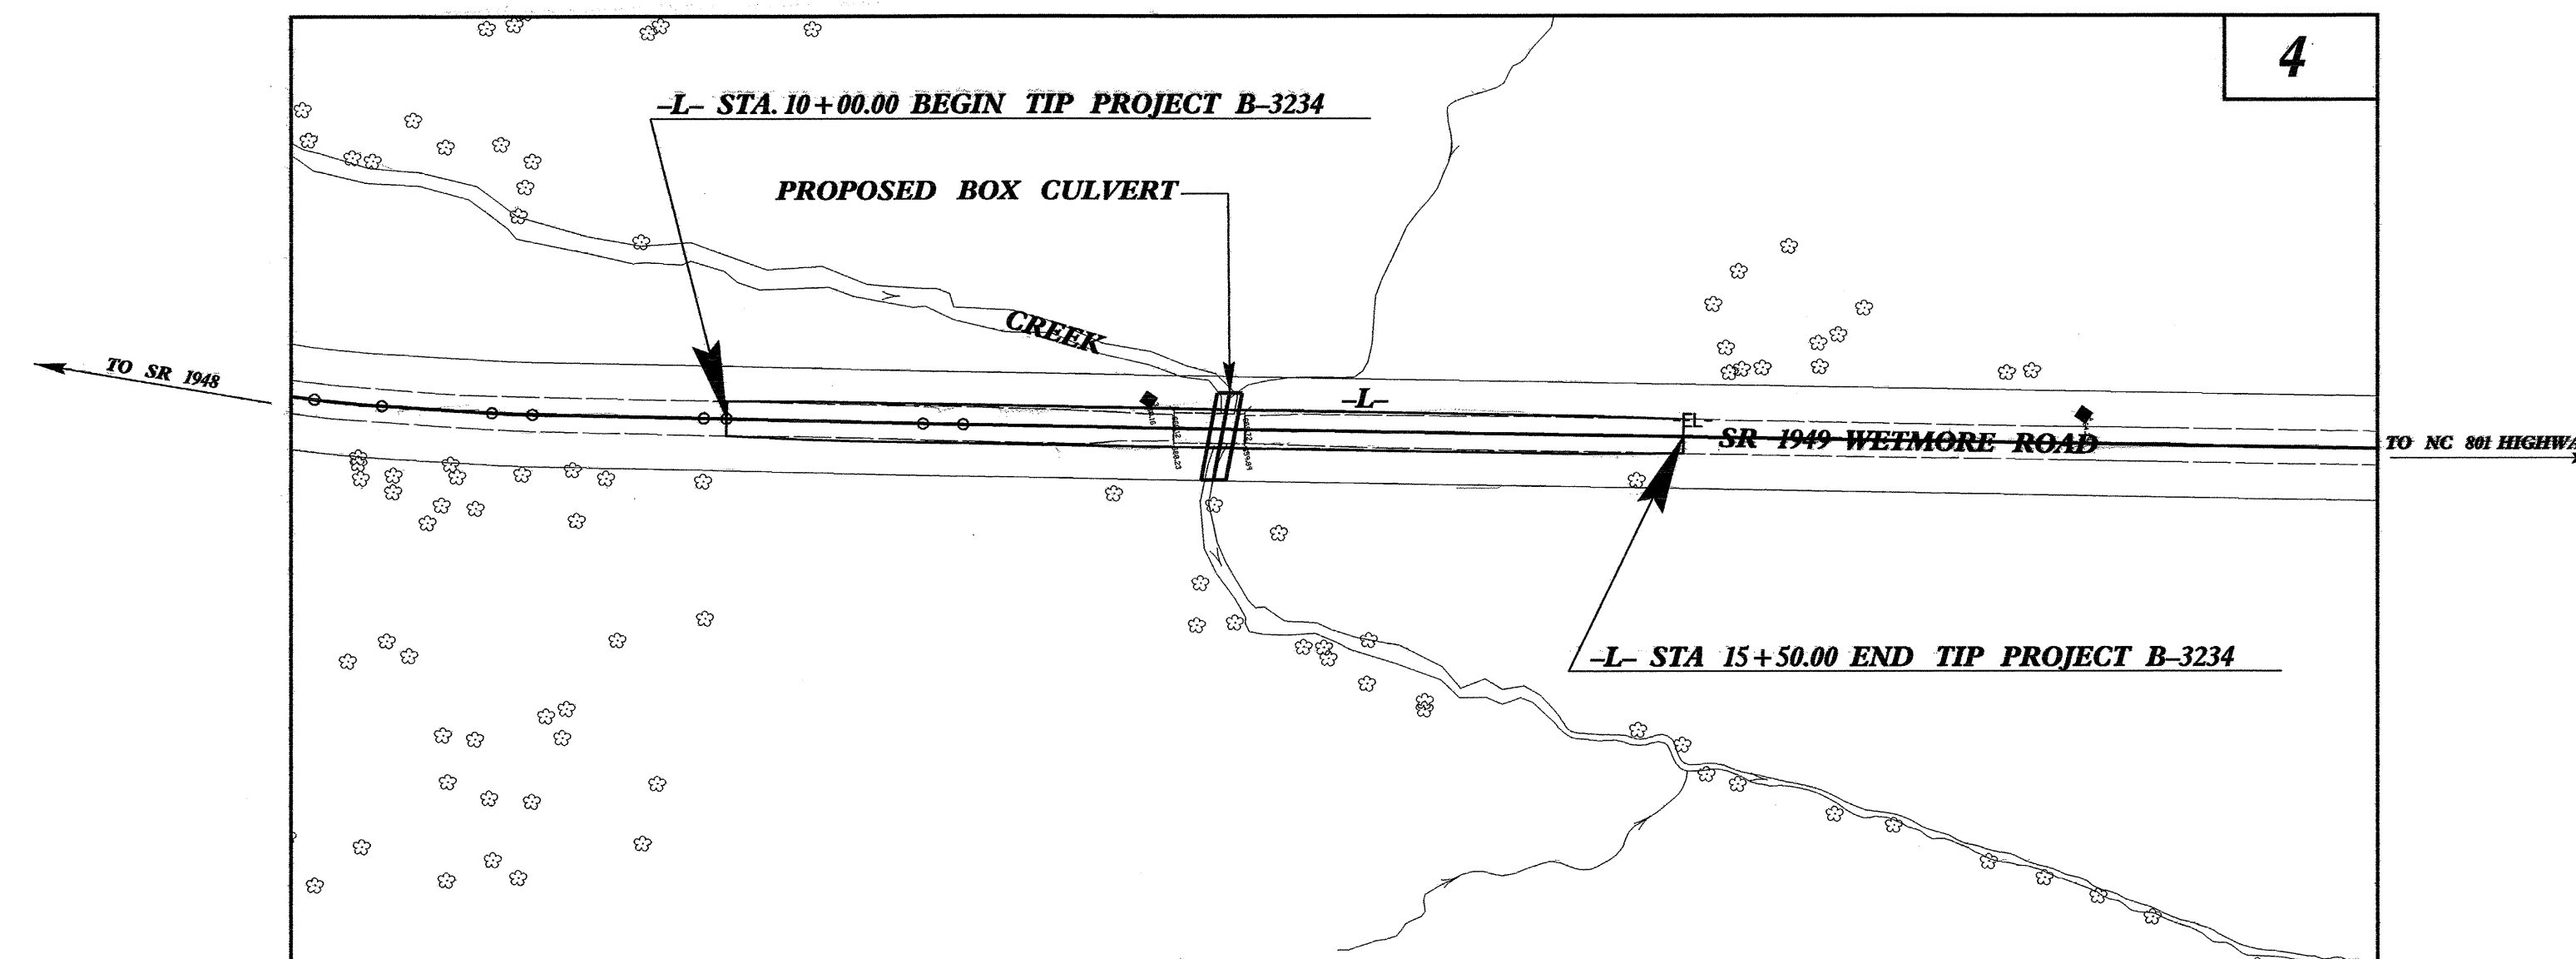 4
–L– STA. 10+00.00 BEGIN TIP PROJECT B–3234
PROPOSED BOX CULVERT
CREEK
TO SR 1948
–L–
–EL–
SR 1949 WETMORE ROAD
TO NC 801 HIGHWA
–L– STA 15+50.00 END TIP PROJECT B–3234